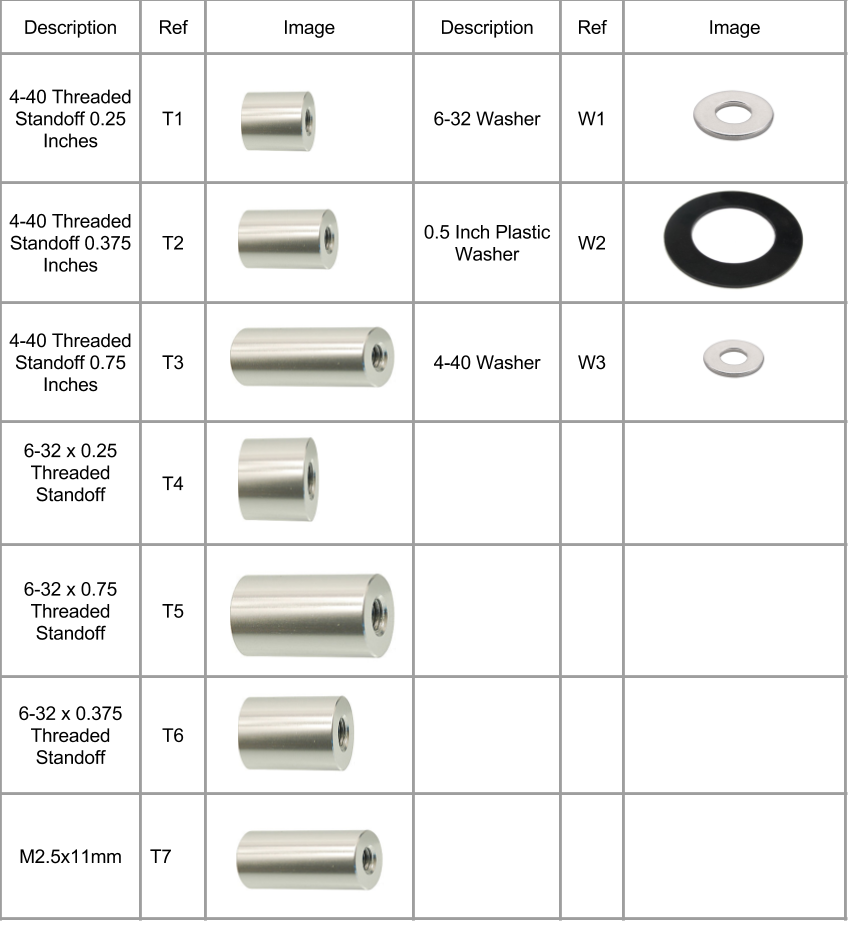 Description Ref Image Description Ref Image
4-40 Threaded
Standoff 0.25
Inches
T1
6-32 Washer
W1
4-40 Threaded
Standoff 0.375
Inches
T2
0.5 Inch Plastic
Washer
W2
4-40 Threaded
Standoff 0.75
Inches
T3
4-40 Washer
W3
6-32 x 0.25
Threaded
Standoff
T4
6-32 x 0.75
Threaded
Standoff
T5
6-32 x 0.375
Threaded
Standoff
T6
M2.5x11mm
T7